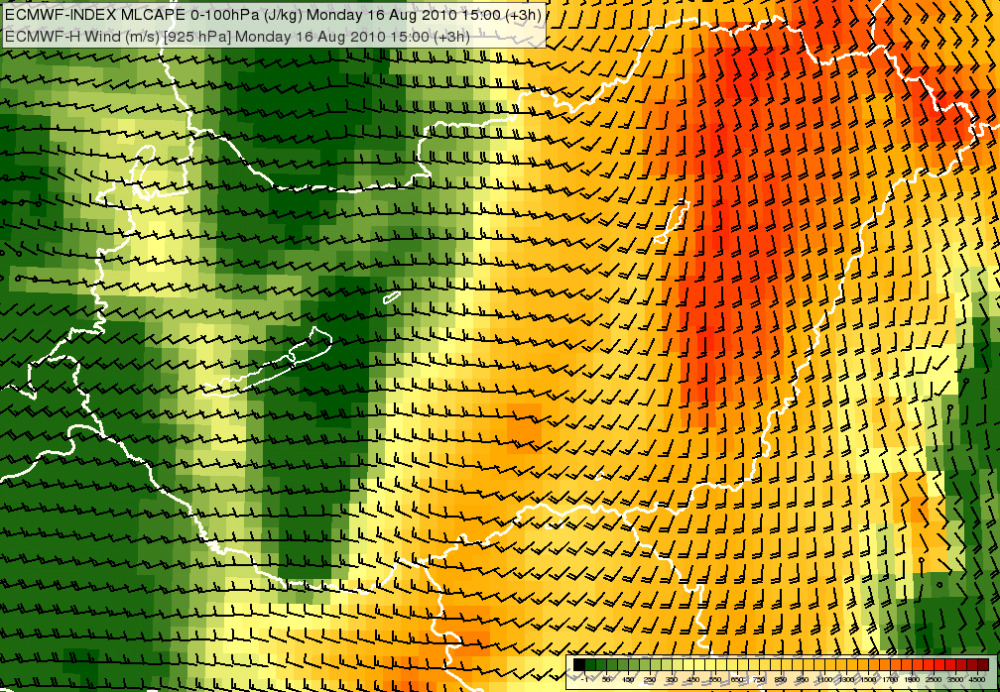 ECMWF-INDEX MLCAPE 0-100hPa (J/kg) Monday 16 Aug 2010 15:00 (+3h)
ECMWF-H Wind (m/s) [925 hPa] Monday 16 Aug 2010 15:00 (+3h)